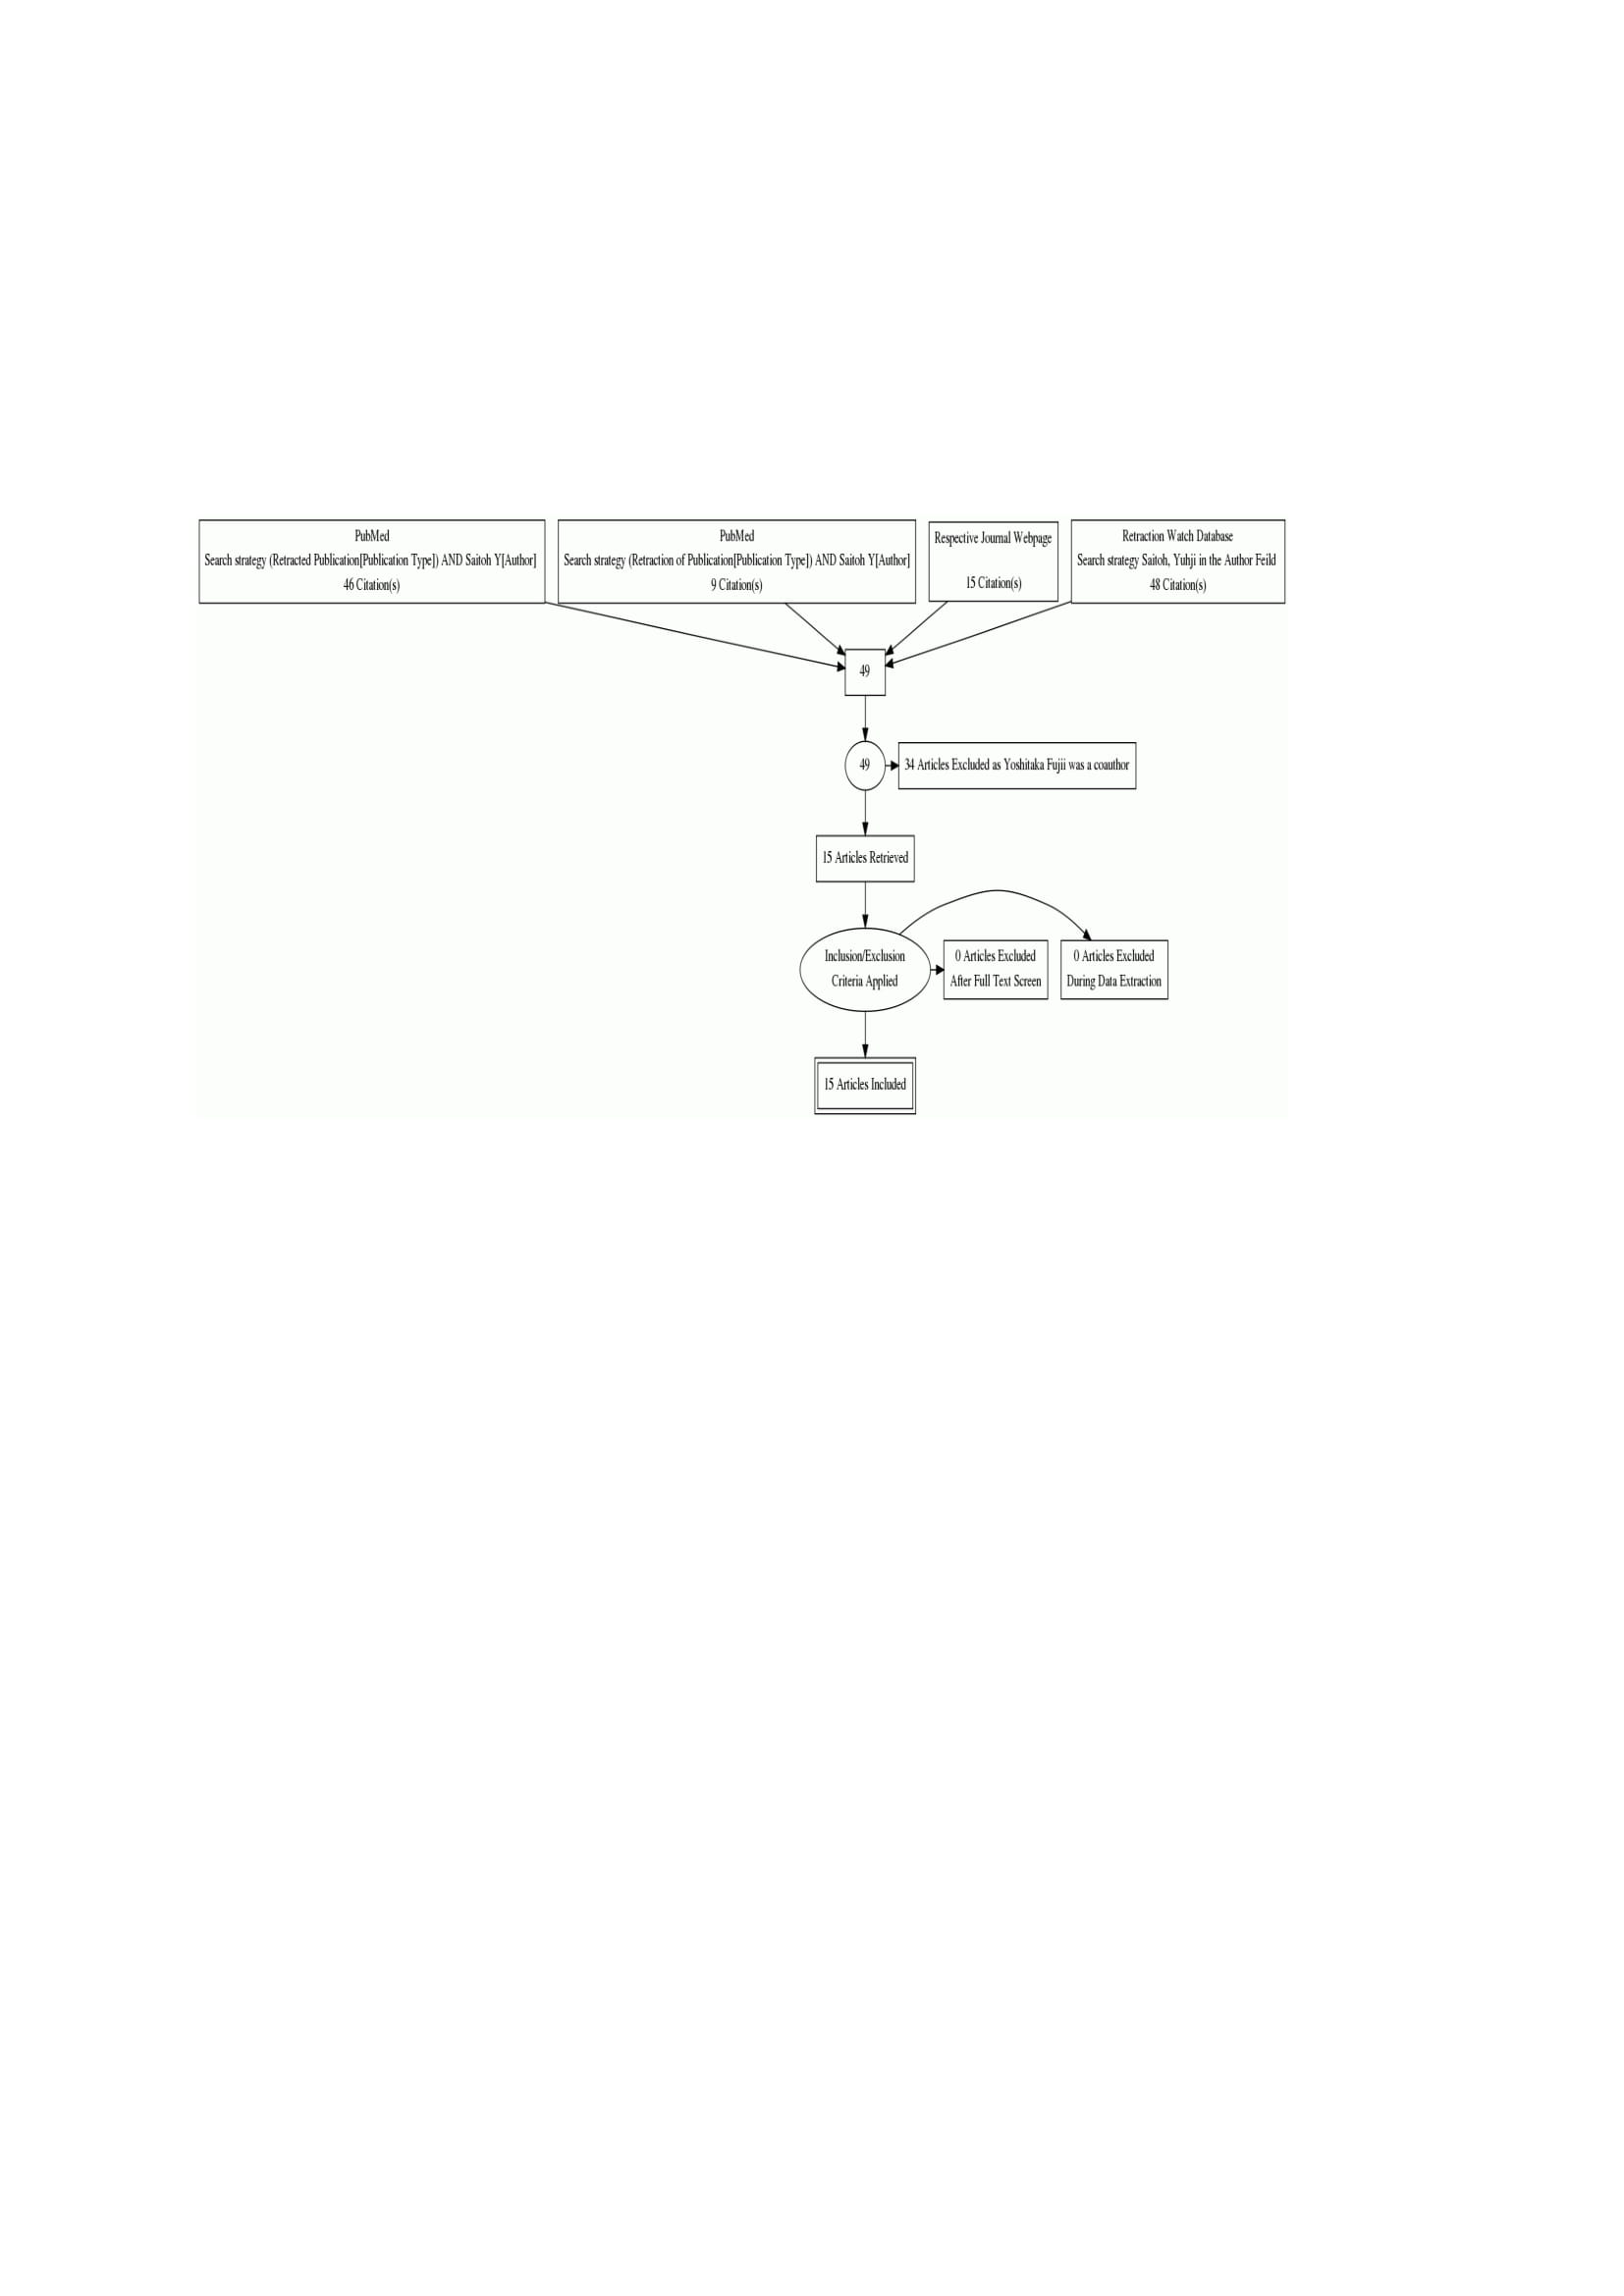 PubMed
Search strategy (Retracted Publication[Publication Type]) AND Saitoh Y[Author]
46 Citation(s)
PubMed
Search strategy (Retraction of Publication[Publication Type]) AND Saitoh Y[Author]
9 Citation(s)
Respective Journal Webpage
15 Citation(s)
Retraction Watch Database
Search strategy Saitoh, Yuhji in the Author Feild
48 Citation(s)
49
49
34 Articles Excluded as Yoshitaka Fujii was a coauthor
15 Articles Retrieved
Inclusion/Exclusion
Criteria Applied
0 Articles Excluded
After Full Text Screen
0 Articles Excluded
During Data Extraction
15 Articles Included